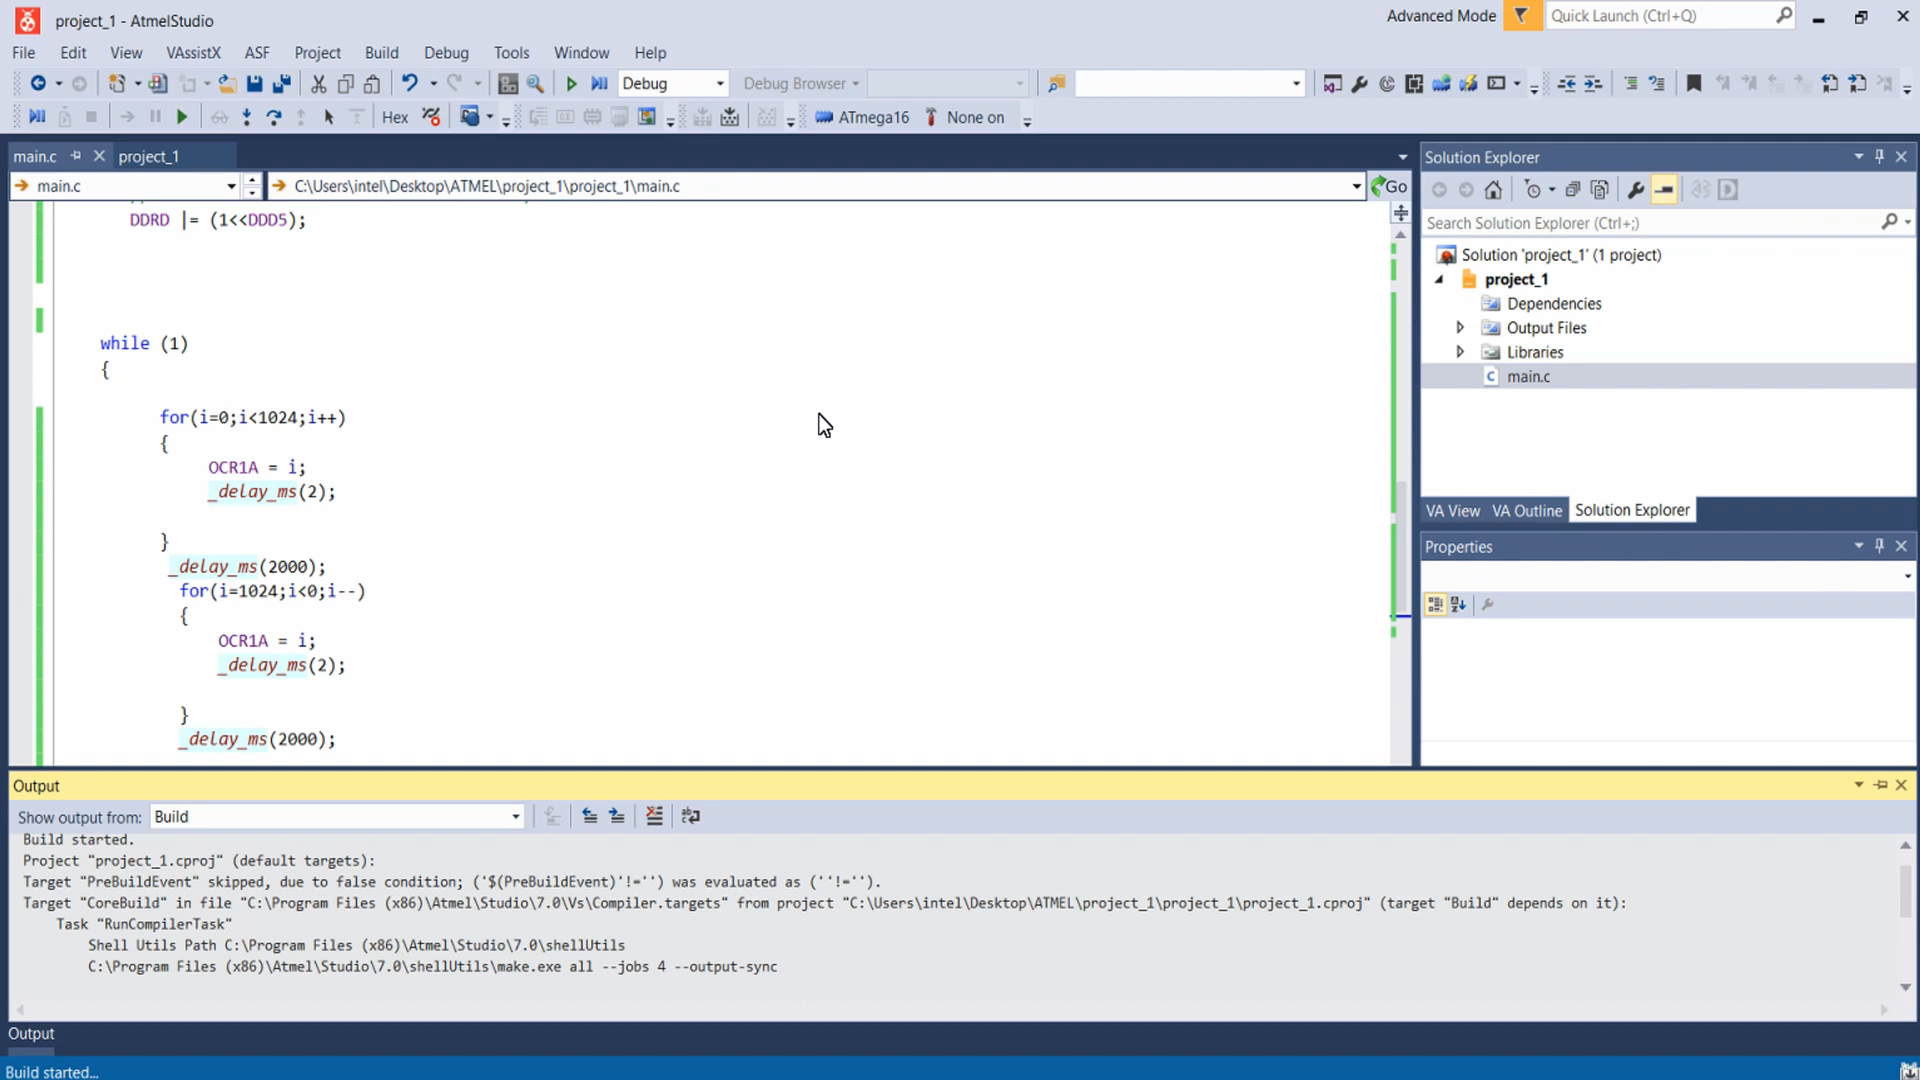 project_1 - AtmelStudio
Advanced Mode
Quick Launch (Ctrl+Q)
File Edit View VAssistX ASF Project Build Debug Tools Window Help
Debug
Debug Browser
Hex
ATmega16
None on
main.c
project_1
main.c
C:\Users\intel\Desktop\ATMEL\project_1\project_1\main.c
Go
DDRD |= (1<<DDD5);
while (1)
{
for(i=0;i<1024;i++)
{
OCR1A = i;
_delay_ms(2);
}
_delay_ms(2000);
for(i=1024;i<0;i--)
{
OCR1A = i;
_delay_ms(2);
}
_delay_ms(2000);
Solution Explorer
Search Solution Explorer (Ctrl+;)
Solution 'project_1' (1 project)
project_1
Dependencies
Output Files
Libraries
main.c
VA View VA Outline Solution Explorer
Properties
Output
Show output from: Build
Build started.
Project "project_1.cproj" (default targets):
Target "PreBuildEvent" skipped, due to false condition; ('$(PreBuildEvent)'!='') was evaluated as (''!='').
Target "CoreBuild" in file "C:\Program Files (x86)\Atmel\Studio\7.0\Vs\Compiler.targets" from project "C:\Users\intel\Desktop\ATMEL\project_1\project_1\project_1.cproj" (target "Build" depends on it):
Task "RunCompilerTask"
Shell Utils Path C:\Program Files (x86)\Atmel\Studio\7.0\shellUtils
C:\Program Files (x86)\Atmel\Studio\7.0\shellUtils\make.exe all --jobs 4 --output-sync
Output
Build started...